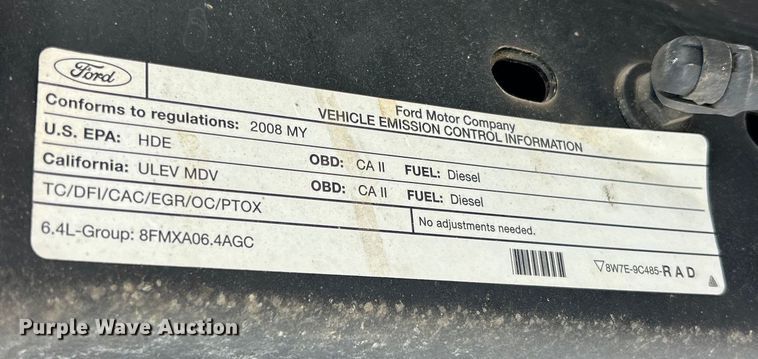 Ford
Ford Motor Company
VEHICLE EMISSION CONTROL INFORMATION
Conforms to regulations: 2008 MY
U.S. EPA: HDE OBD: CA II FUEL: Diesel
California: ULEV MDV OBD: CA II FUEL: Diesel
TC/DFI/CAC/EGR/OC/PTOX No adjustments needed.
6.4L-Group: 8FMXA06.4AGC
8W7E-9C485-R A D
Purple Wave Auction